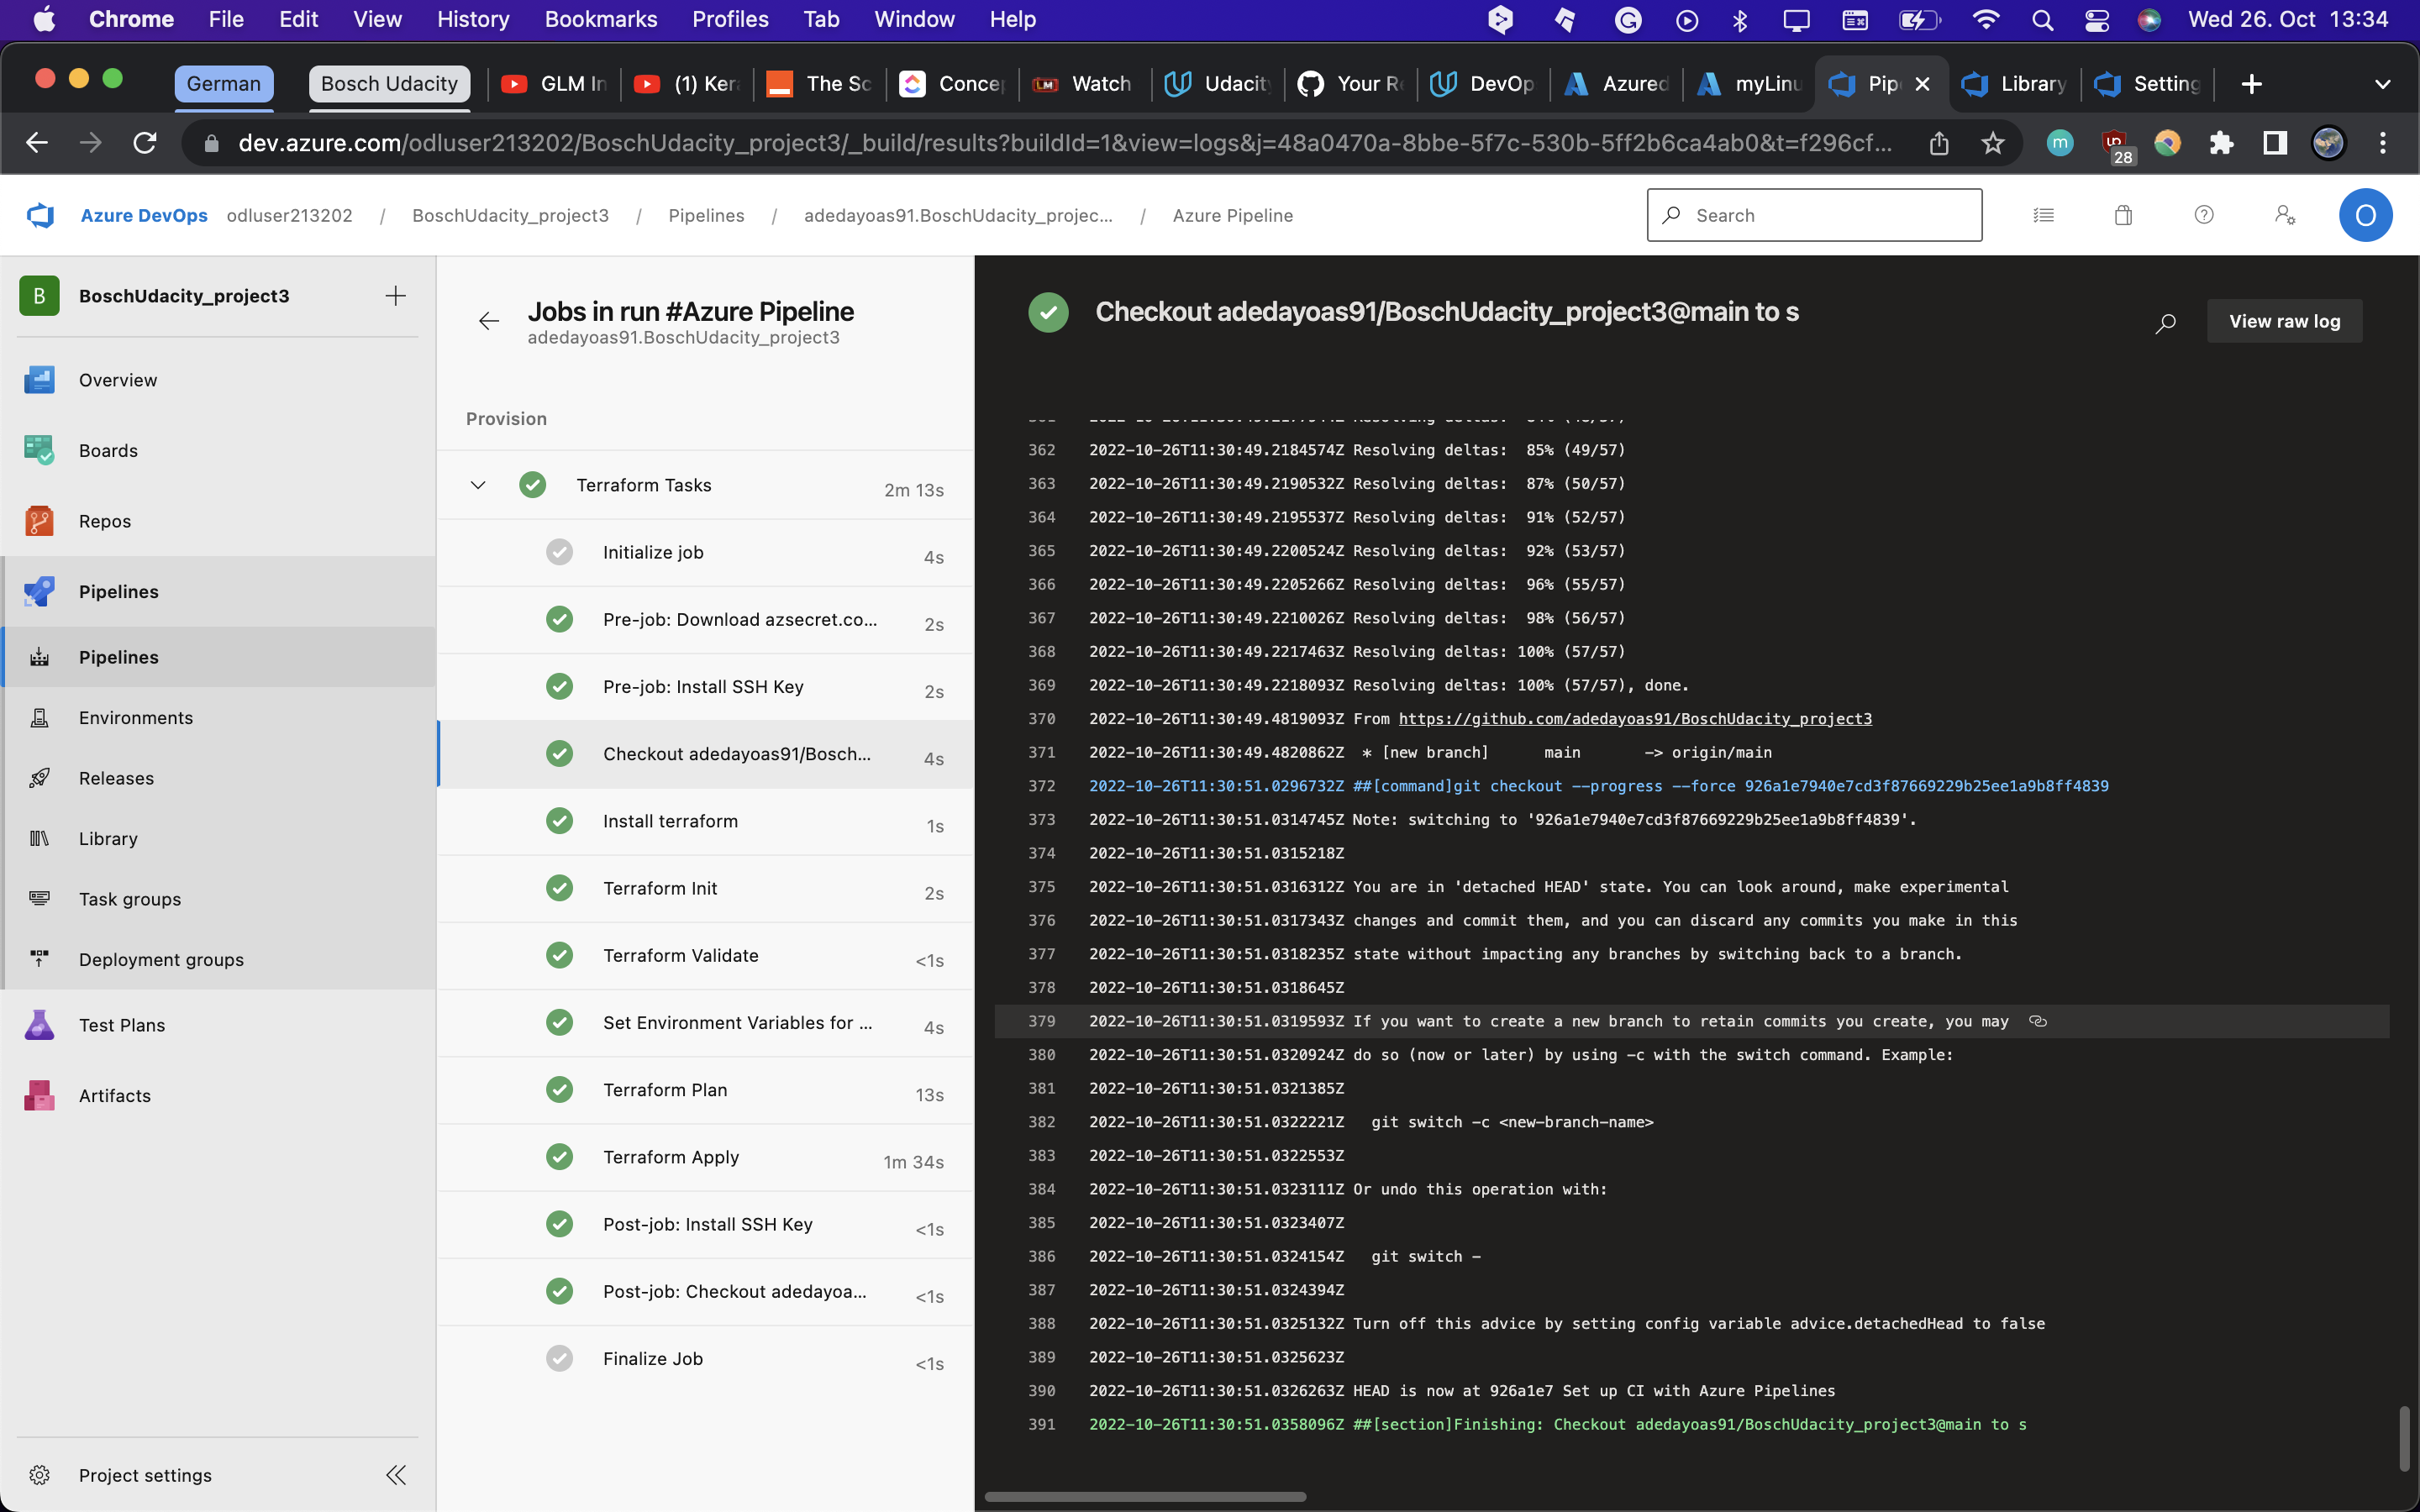 Chrome File Edit View History Bookmarks Profiles Tab Window Help Wed 26. Oct 13:34
German Bosch Udacity GLM In (1) Ker The Sc Concep Watch Udacity Your Re DevOp Azured myLinu Pip Library Setting
dev.azure.com/odluser213202/BoschUdacity_project3/_build/results?buildId=1&view=logs&j=48a0470a-8bbe-5f7c-530b-5ff2b6ca4ab0&t=f296cf... m 28
Azure DevOps odluser213202 / BoschUdacity_project3 / Pipelines / adedayoas91.BoschUdacity_projec... / Azure Pipeline Search O
B BoschUdacity_project3
Overview
Boards
Repos
Pipelines
Pipelines
Environments
Releases
Library
Task groups
Deployment groups
Test Plans
Artifacts
Project settings
Jobs in run #Azure Pipeline
adedayoas91.BoschUdacity_project3
Provision
Terraform Tasks 2m 13s
Initialize job 4s
Pre-job: Download azsecret.co... 2s
Pre-job: Install SSH Key 2s
Checkout adedayoas91/Bosch... 4s
Install terraform 1s
Terraform Init 2s
Terraform Validate <1s
Set Environment Variables for ... 4s
Terraform Plan 13s
Terraform Apply 1m 34s
Post-job: Install SSH Key <1s
Post-job: Checkout adedayoa... <1s
Finalize Job <1s
Checkout adedayoas91/BoschUdacity_project3@main to s
View raw log
362 2022-10-26T11:30:49.2184574Z Resolving deltas: 85% (49/57)
363 2022-10-26T11:30:49.2190532Z Resolving deltas: 87% (50/57)
364 2022-10-26T11:30:49.2195537Z Resolving deltas: 91% (52/57)
365 2022-10-26T11:30:49.2200524Z Resolving deltas: 92% (53/57)
366 2022-10-26T11:30:49.2205266Z Resolving deltas: 96% (55/57)
367 2022-10-26T11:30:49.2210026Z Resolving deltas: 98% (56/57)
368 2022-10-26T11:30:49.2217463Z Resolving deltas: 100% (57/57)
369 2022-10-26T11:30:49.2218093Z Resolving deltas: 100% (57/57), done.
370 2022-10-26T11:30:49.4819093Z From https://github.com/adedayoas91/BoschUdacity_project3
371 2022-10-26T11:30:49.4820862Z * [new branch] main -> origin/main
372 2022-10-26T11:30:51.0296732Z ##[command]git checkout --progress --force 926a1e7940e7cd3f87669229b25ee1a9b8ff4839
373 2022-10-26T11:30:51.0314745Z Note: switching to '926a1e7940e7cd3f87669229b25ee1a9b8ff4839'.
374 2022-10-26T11:30:51.0315218Z
375 2022-10-26T11:30:51.0316312Z You are in 'detached HEAD' state. You can look around, make experimental
376 2022-10-26T11:30:51.0317343Z changes and commit them, and you can discard any commits you make in this
377 2022-10-26T11:30:51.0318235Z state without impacting any branches by switching back to a branch.
378 2022-10-26T11:30:51.0318645Z
379 2022-10-26T11:30:51.0319593Z If you want to create a new branch to retain commits you create, you may
380 2022-10-26T11:30:51.0320924Z do so (now or later) by using -c with the switch command. Example:
381 2022-10-26T11:30:51.0321385Z
382 2022-10-26T11:30:51.0322221Z git switch -c <new-branch-name>
383 2022-10-26T11:30:51.0322553Z
384 2022-10-26T11:30:51.0323111Z Or undo this operation with:
385 2022-10-26T11:30:51.0323407Z
386 2022-10-26T11:30:51.0324154Z git switch -
387 2022-10-26T11:30:51.0324394Z
388 2022-10-26T11:30:51.0325132Z Turn off this advice by setting config variable advice.detachedHead to false
389 2022-10-26T11:30:51.0325623Z
390 2022-10-26T11:30:51.0326263Z HEAD is now at 926a1e7 Set up CI with Azure Pipelines
391 2022-10-26T11:30:51.0358096Z ##[section]Finishing: Checkout adedayoas91/BoschUdacity_project3@main to s